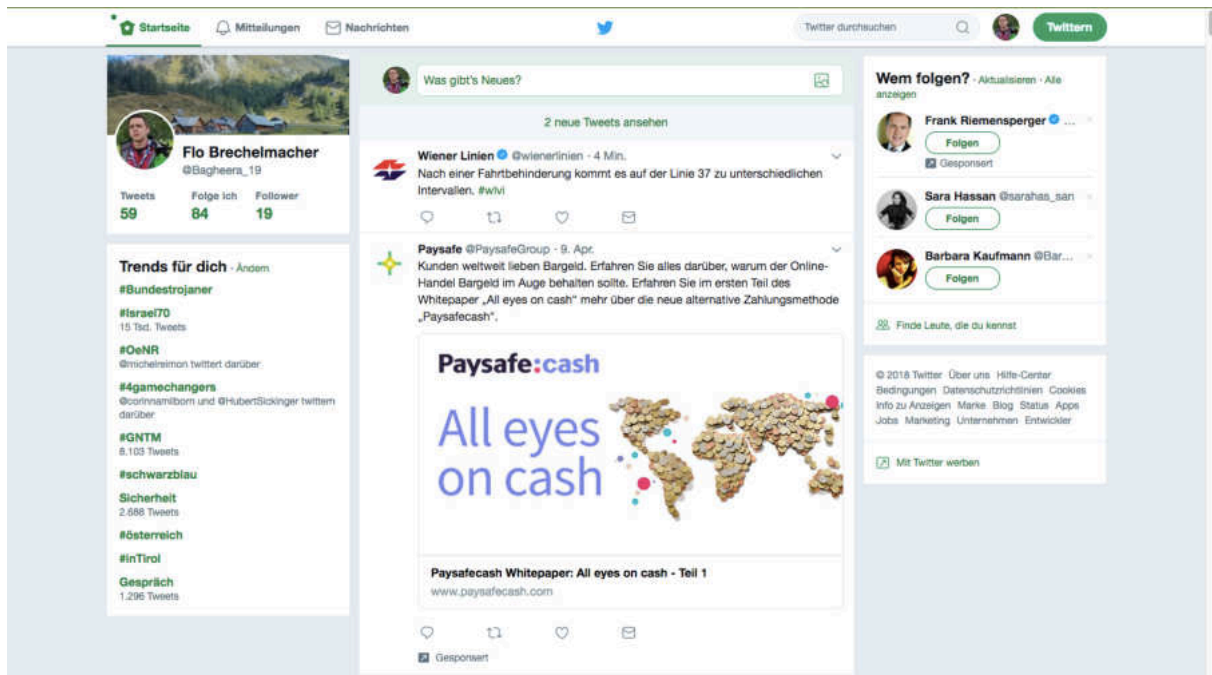 Startseite
Mitteilungen
Nachrichten
Twitter durchsuchen
Twittern
Flo Brechelmacher
@Bagheera_19
Tweets Folge ich Follower
59 84 19
Trends für dich · Ändern
#Bundestrojaner
#Israel70
15 Tsd. Tweets
#OeNR
@michelreimon twittert darüber
#4gamechangers
@corinnamilborn und @HubertSickinger twittern
darüber
#GNTM
8.103 Tweets
#schwarzblau
Sicherheit
2.688 Tweets
#österreich
#inTirol
Gespräch
1.296 Tweets
Was gibt's Neues?
2 neue Tweets ansehen
Wiener Linien @wienerlinien · 4 Min.
Nach einer Fahrtbehinderung kommt es auf der Linie 37 zu unterschiedlichen
Intervallen. #wlvi
Paysafe @PaysafeGroup · 9. Apr.
Kunden weltweit lieben Bargeld. Erfahren Sie alles darüber, warum der Online-
Handel Bargeld im Auge behalten sollte. Erfahren Sie im ersten Teil des
Whitepaper „All eyes on cash“ mehr über die neue alternative Zahlungsmethode
„Paysafecash“.
Paysafe:cash
All eyes
on cash
Paysafecash Whitepaper: All eyes on cash - Teil 1
www.paysafecash.com
Gesponsert
Wem folgen? · Aktualisieren · Alle
anzeigen
Frank Riemensperger ...
Folgen
Gesponsert
Sara Hassan @sarahas_san
Folgen
Barbara Kaufmann @Bar...
Folgen
Finde Leute, die du kennst
© 2018 Twitter Über uns Hilfe-Center
Bedingungen Datenschutzrichtlinien Cookies
Info zu Anzeigen Marke Blog Status Apps
Jobs Marketing Unternehmen Entwickler
Mit Twitter werben